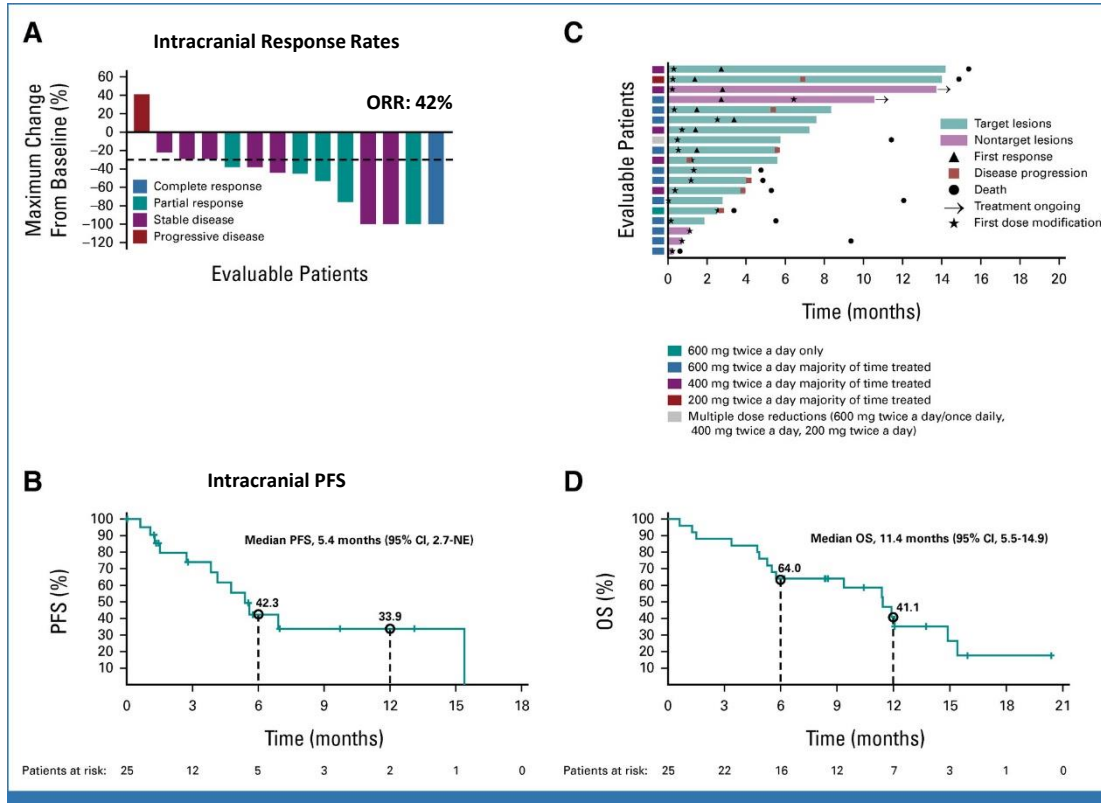 A
Intracranial Response Rates
ORR: 42%
Maximum Change
From Baseline (%)
60
40
20
0
−20
−40
−60
−80
−100
−120
Complete response
Partial response
Stable disease
Progressive disease
Evaluable Patients
C
Evaluable Patients
Target lesions
Nontarget lesions
First response
Disease progression
Death
Treatment ongoing
First dose modification
0 2 4 6 8 10 12 14 16 18 20
Time (months)
600 mg twice a day only
600 mg twice a day majority of time treated
400 mg twice a day majority of time treated
200 mg twice a day majority of time treated
Multiple dose reductions (600 mg twice a day/once daily,
400 mg twice a day, 200 mg twice a day)
B
Intracranial PFS
PFS (%)
100
90
80
70
60
50
40
30
20
10
Median PFS, 5.4 months (95% CI, 2.7-NE)
42.3
33.9
0 3 6 9 12 15 18
Time (months)
Patients at risk: 25 12 5 3 2 1 0
D
OS (%)
100
90
80
70
60
50
40
30
20
10
Median OS, 11.4 months (95% CI, 5.5-14.9)
64.0
41.1
0 3 6 9 12 15 18 21
Time (months)
Patients at risk: 25 22 16 12 7 3 1 0